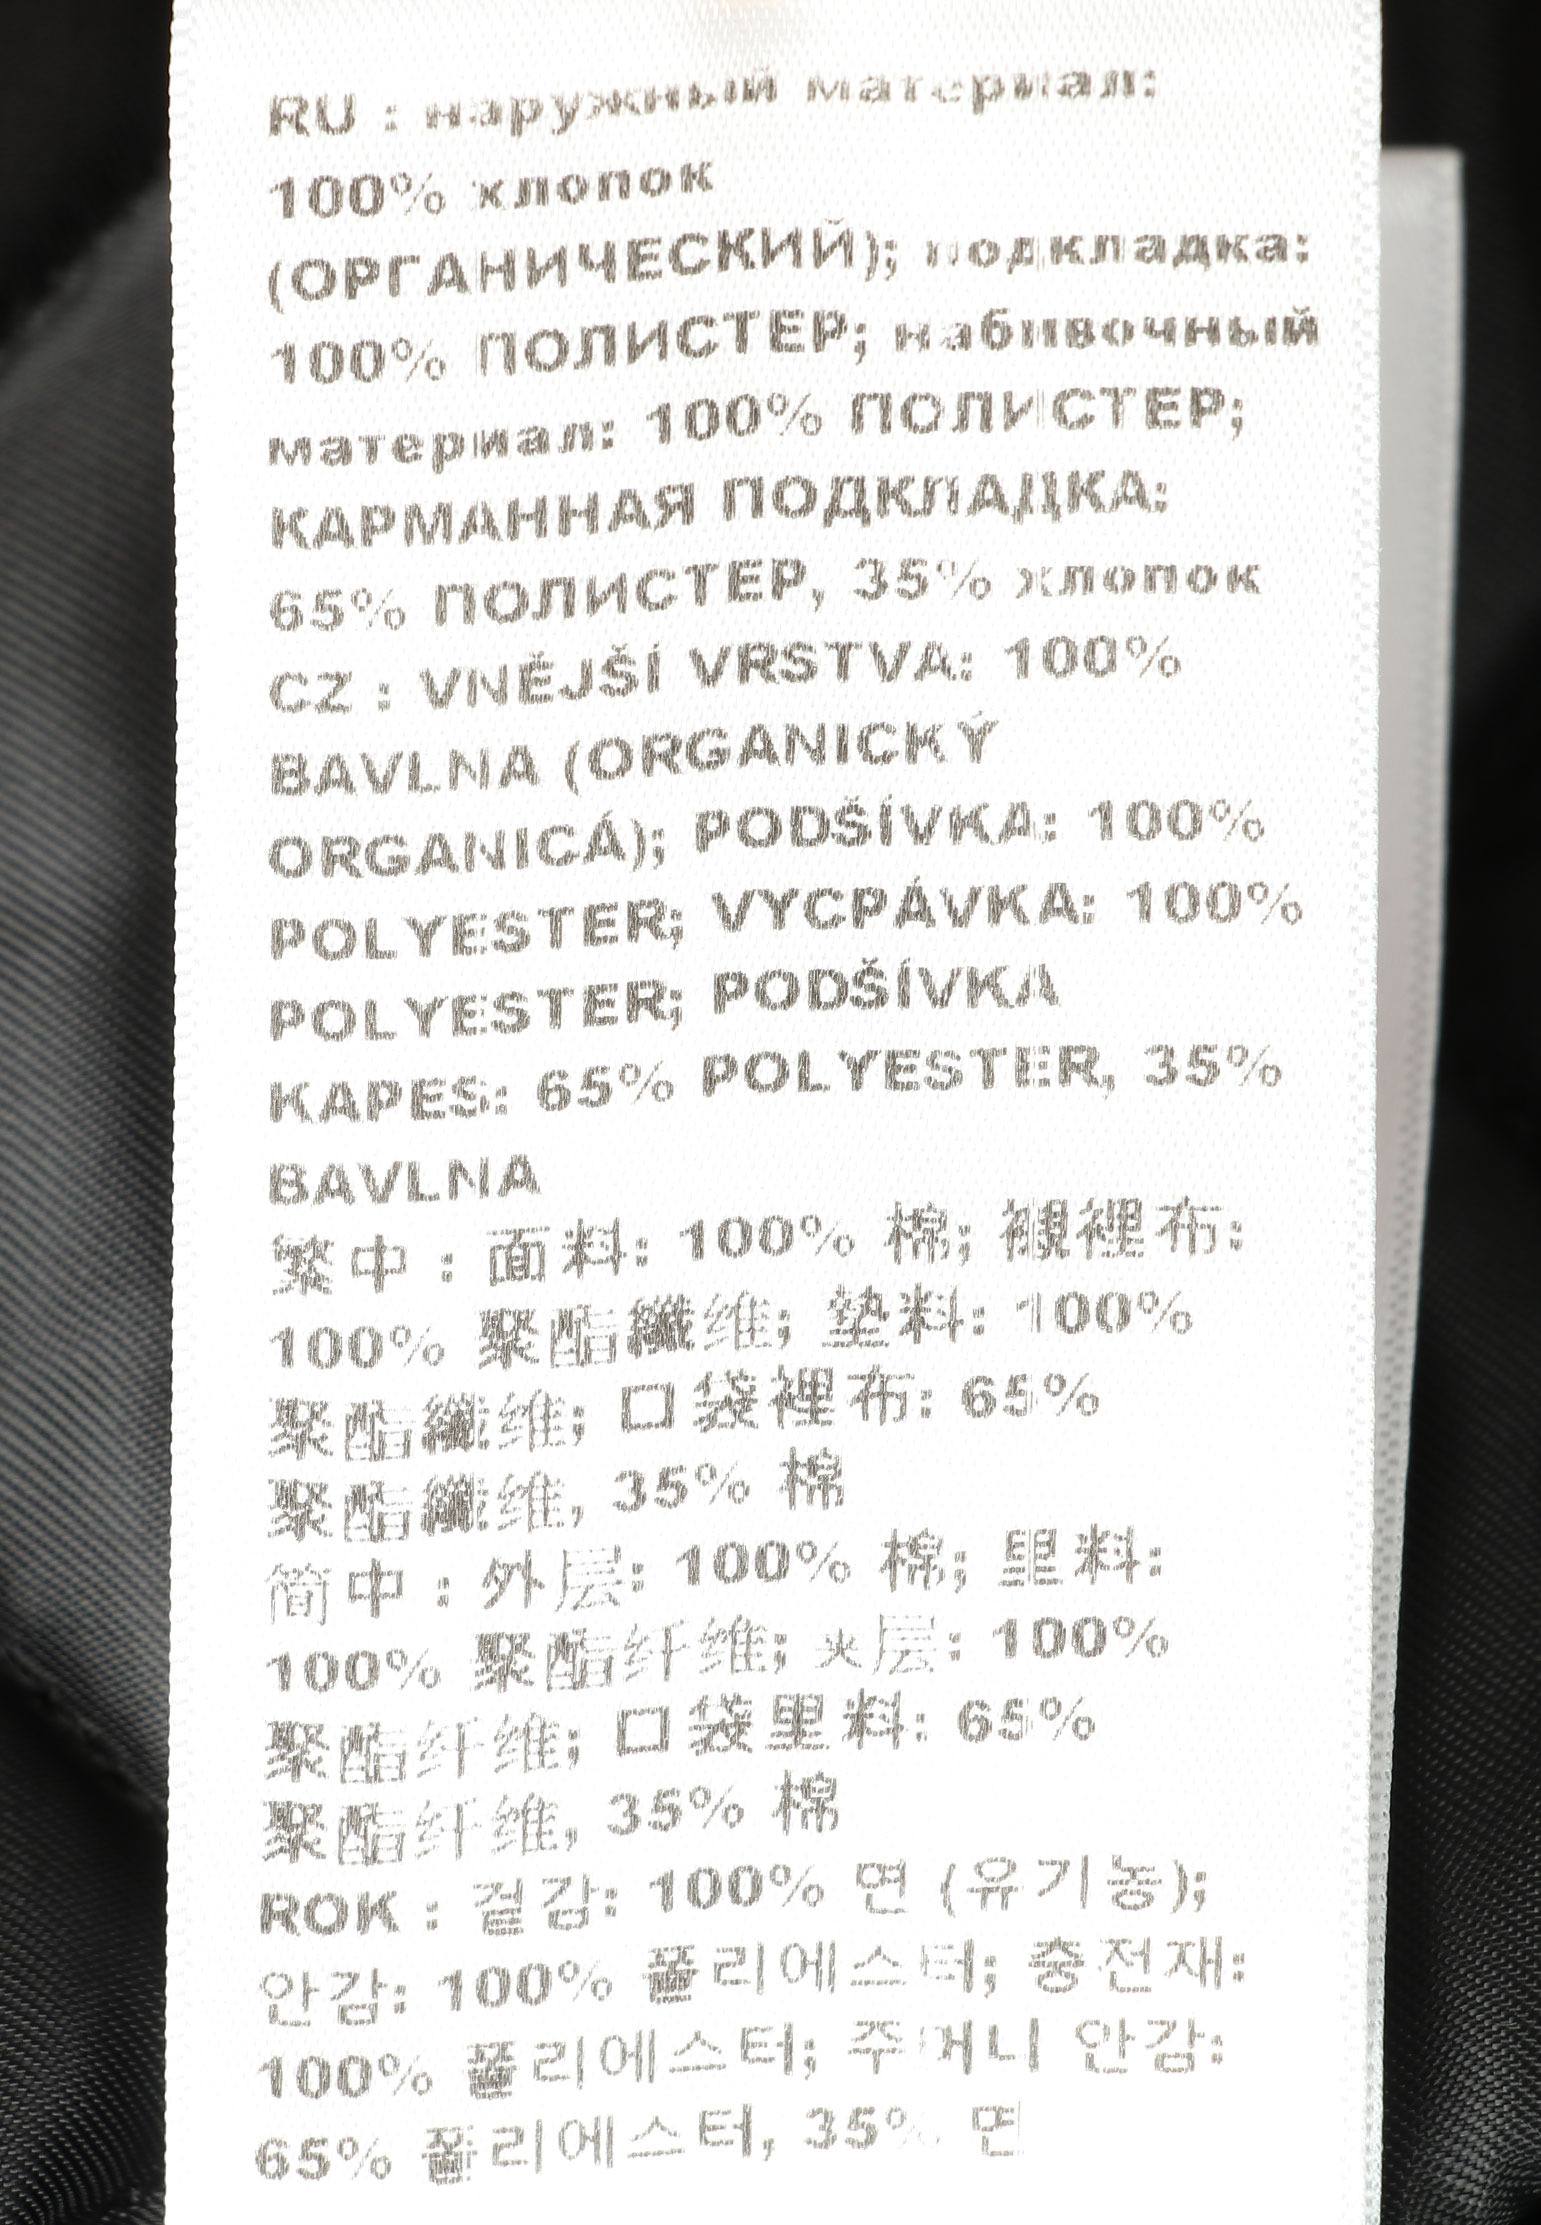 RU : наружный материал:
100% хлопок
(ОРГАНИЧЕСКИЙ); подкладка:
100% ПОЛИСТЕР; набивочный
материал: 100% ПОЛИСТЕР;
КАРМАННАЯ ПОДКЛАДКА:
65% ПОЛИСТЕР, 35% хлопок
CZ : VNĚJŠÍ VRSTVA: 100%
BAVLNA (ORGANICKÝ
ORGANICÁ); PODŠÍVKA: 100%
POLYESTER; VYCPÁVKA: 100%
POLYESTER; PODŠÍVKA
KAPES: 65% POLYESTER, 35%
BAVLNA
繁中 : 面料: 100% 棉; 襯裡布:
100% 聚酯纖维; 墊料: 100%
聚酯纖维; 口袋裡布: 65%
聚酯纖维, 35% 棉
简中 : 外层: 100% 棉; 里料:
100% 聚酯纤维; 夹层: 100%
聚酯纤维; 口袋里料: 65%
聚酯纤维, 35% 棉
ROK : 겉감: 100% 면 (유기농);
안감: 100% 폴리에스터; 충전재:
100% 폴리에스터; 주머니 안감:
65% 폴리에스터, 35% 면